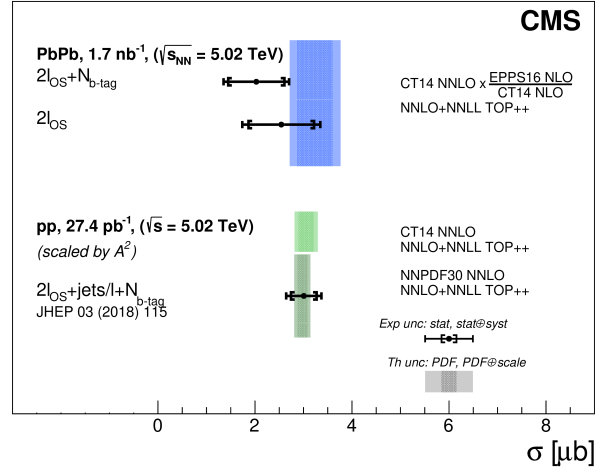 CMS
PbPb, 1.7 nb⁻¹, (√sNN = 5.02 TeV)
2lOS+Nb-tag
CT14 NNLO x EPPS16 NLO / CT14 NLO
NNLO+NNLL TOP++
2lOS
pp, 27.4 pb⁻¹, (√s = 5.02 TeV)
(scaled by A²)
CT14 NNLO
NNLO+NNLL TOP++
2lOS+jets/l+Nb-tag
JHEP 03 (2018) 115
NNPDF30 NNLO
NNLO+NNLL TOP++
Exp unc: stat, stat⊕syst
Th unc: PDF, PDF⊕scale
0 2 4 6 8
σ [μb]